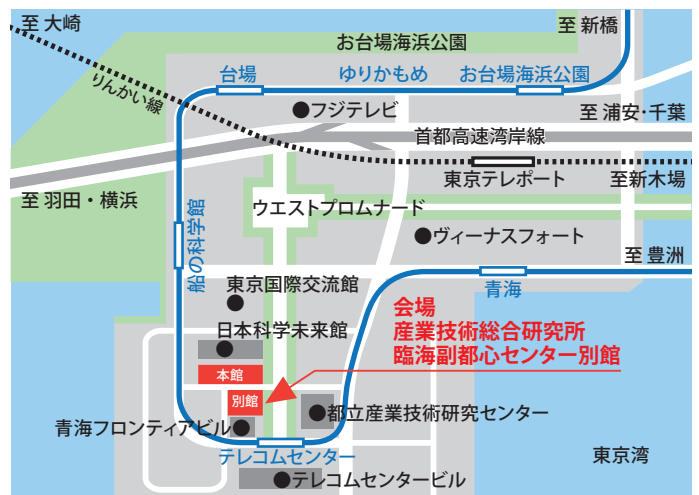 至 大崎
至 新橋
お台場海浜公園
りんかい線
台場
ゆりかもめ
お台場海浜公園
フジテレビ
至 浦安・千葉
首都高速湾岸線
東京テレポート
至新木場
至 羽田・横浜
ウエストプロムナード
船の科学館
ヴィーナスフォート
至 豊洲
東京国際交流館
青海
会場
産業技術総合研究所
臨海副都心センター別館
日本科学未来館
本館
別館
都立産業技術研究センター
青海フロンティアビル
テレコムセンター
東京湾
テレコムセンタービル